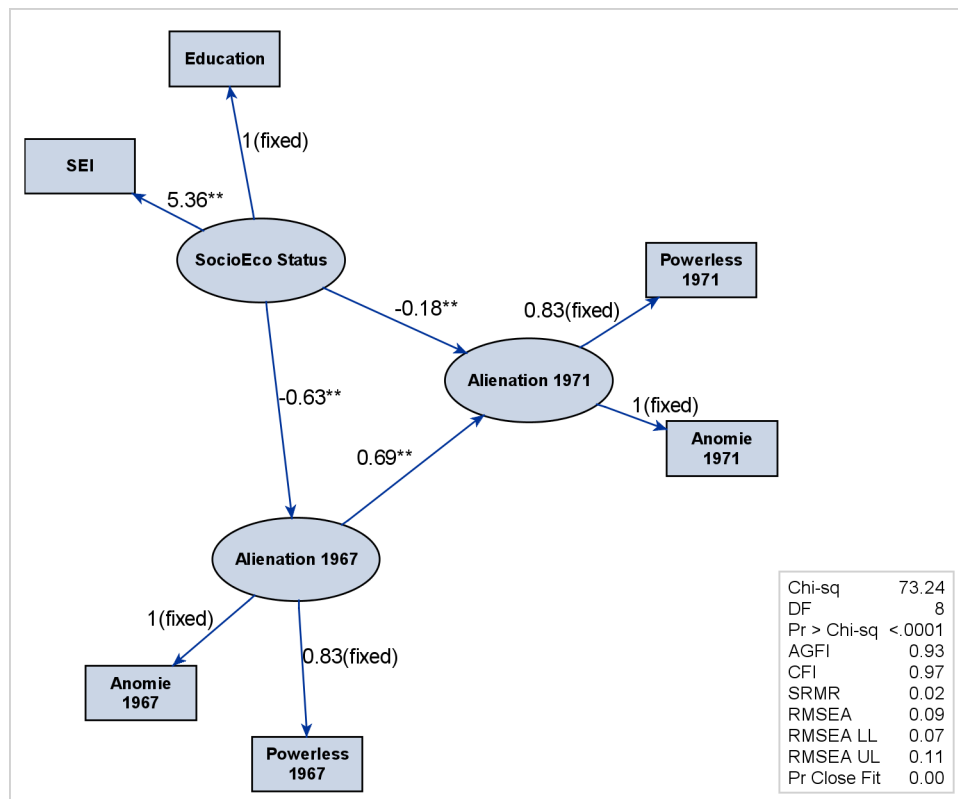 Education
1(fixed)
SEI
5.36**
SocioEco Status
Powerless
1971
-0.18**
0.83(fixed)
Alienation 1971
-0.63**
1(fixed)
Anomie
1971
0.69**
Alienation 1967
1(fixed)
0.83(fixed)
Anomie
1967
Powerless
1967
Chi-sq 73.24
DF 8
Pr > Chi-sq <.0001
AGFI 0.93
CFI 0.97
SRMR 0.02
RMSEA 0.09
RMSEA LL 0.07
RMSEA UL 0.11
Pr Close Fit 0.00